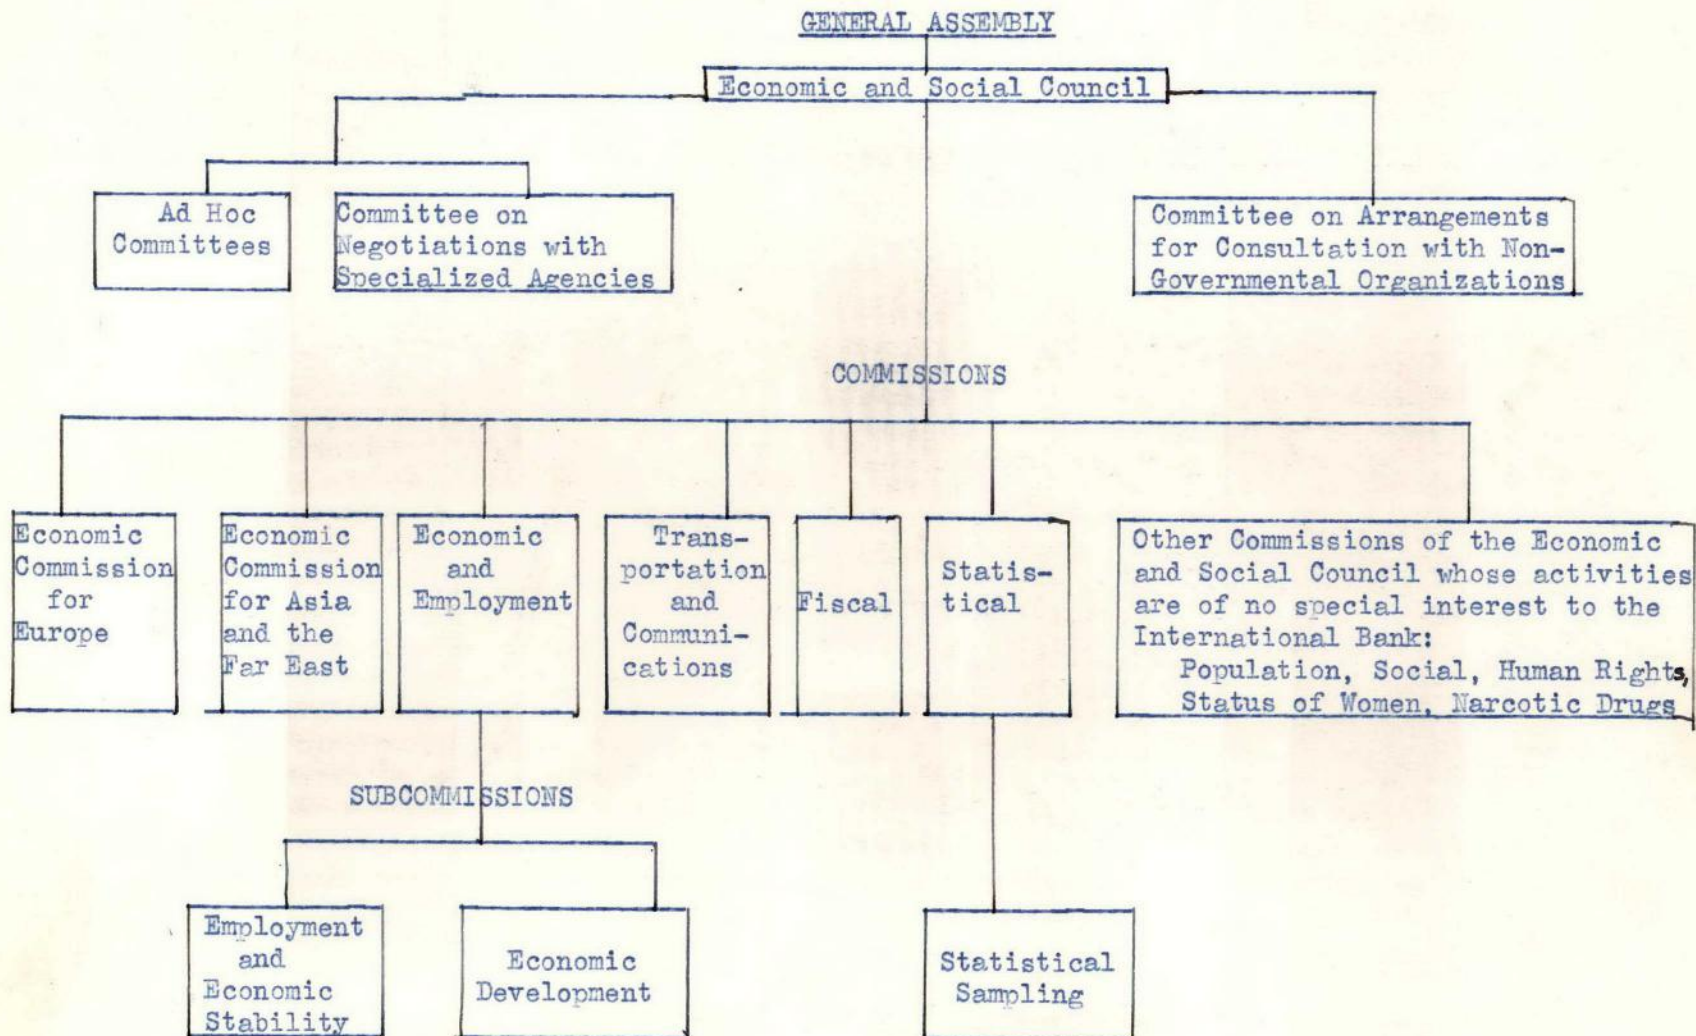 GENERAL ASSEMBLY
Economic and Social Council
Ad Hoc
Committees
Committee on
Negotiations with
Specialized Agencies
Committee on Arrangements
for Consultation with Non-
Governmental Organizations
COMMISSIONS
Economic
Commission
for
Europe
Economic
Commission
for Asia
and the
Far East
Economic
and
Employment
Trans-
portation
and
Communi-
cations
Fiscal
Statis-
tical
Other Commissions of the Economic
and Social Council whose activities
are of no special interest to the
International Bank:
Population, Social, Human Rights,
Status of Women, Narcotic Drugs
SUBCOMMISSIONS
Employment
and
Economic
Stability
Economic
Development
Statistical
Sampling